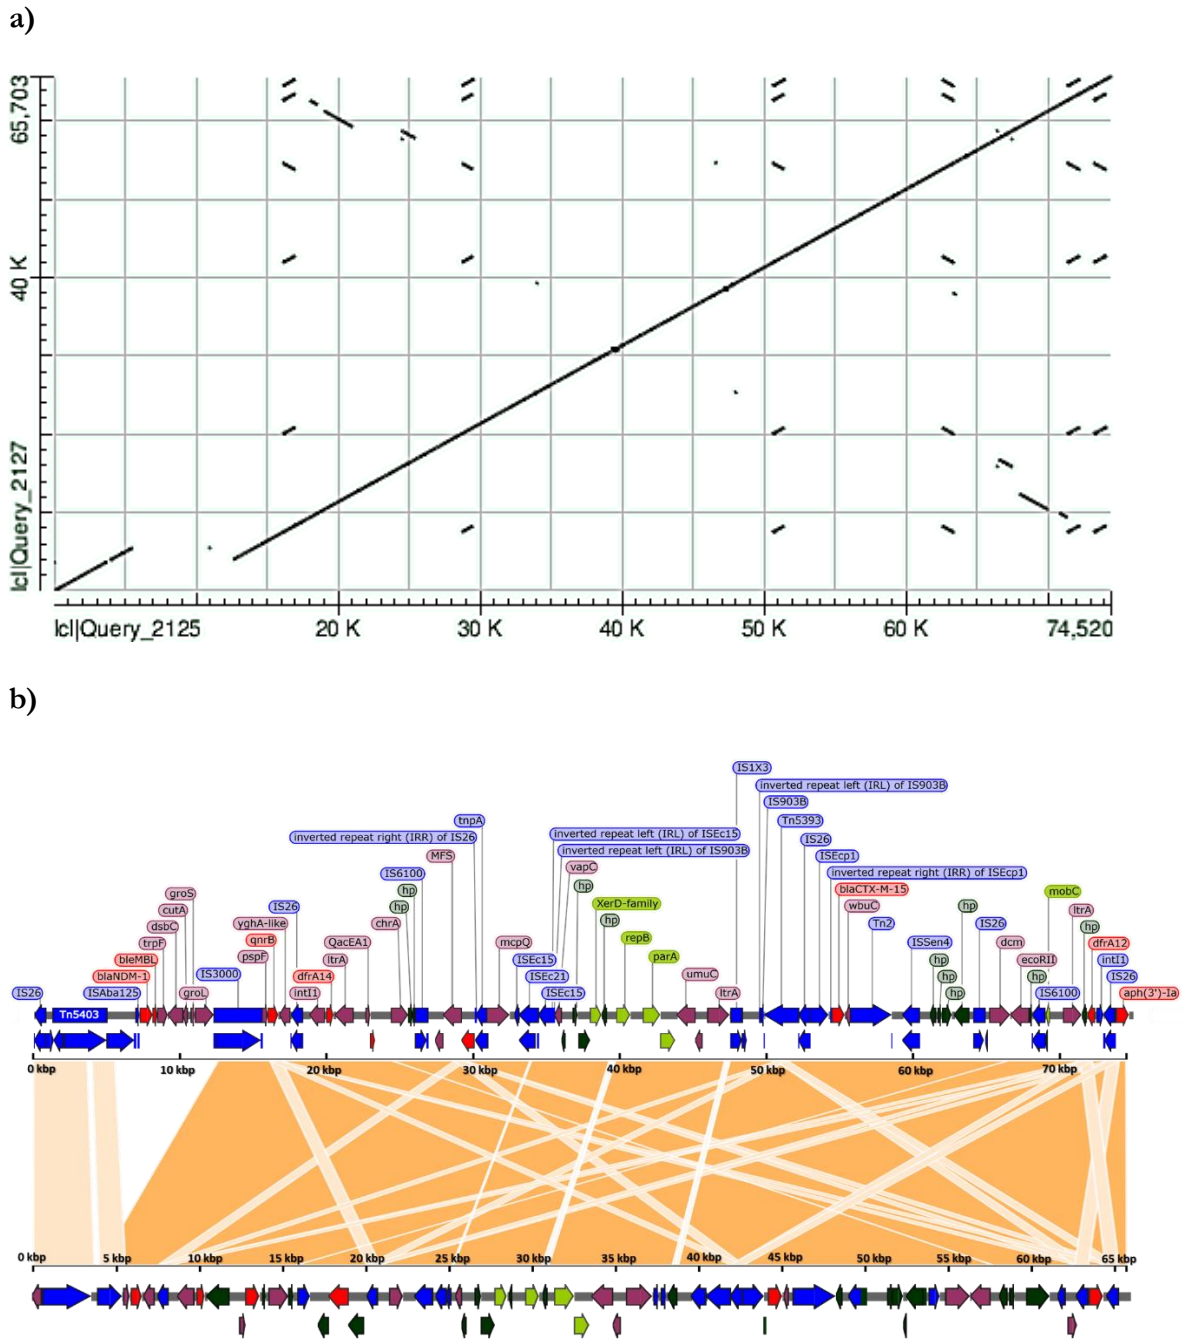 a)
65,703
40 K
lcl|Query_2127
lcl|Query_2125 20 K 30 K 40 K 50 K 60 K 74,520
b)
IS1X3
inverted repeat left (IRL) of IS903B
IS903B
tnpA Tn5393
inverted repeat right (IRR) of IS26 inverted repeat left (IRL) of ISEc15 IS26
inverted repeat left (IRL) of IS903B
MFS ISEcp1
IS6100 vapC inverted repeat right (IRR) of ISEcp1
groS hp hp blaCTX-M-15 mobC
cutA IS26 hp XerD-family wbuC hp ltrA
dsbC yghA-like chrA hp Tn2 IS26 hp
trpF qnrB QacEA1 mcpQ repB ISSen4 dcm dfrA12
bleMBL pspF ltrA ISEc15 parA hp ecoRII intI1
blaNDM-1 IS3000 dfrA14 ISEc21 umuC hp hp IS26
IS26 ISAba125 groL intI1 ISEc15 ltrA hp IS6100 aph(3')-Ia
Tn5403
0 kbp 10 kbp 20 kbp 30 kbp 40 kbp 50 kbp 60 kbp 70 kbp
0 kbp 5 kbp 10 kbp 15 kbp 20 kbp 25 kbp 30 kbp 35 kbp 40 kbp 45 kbp 50 kbp 55 kbp 60 kbp 65 kbp